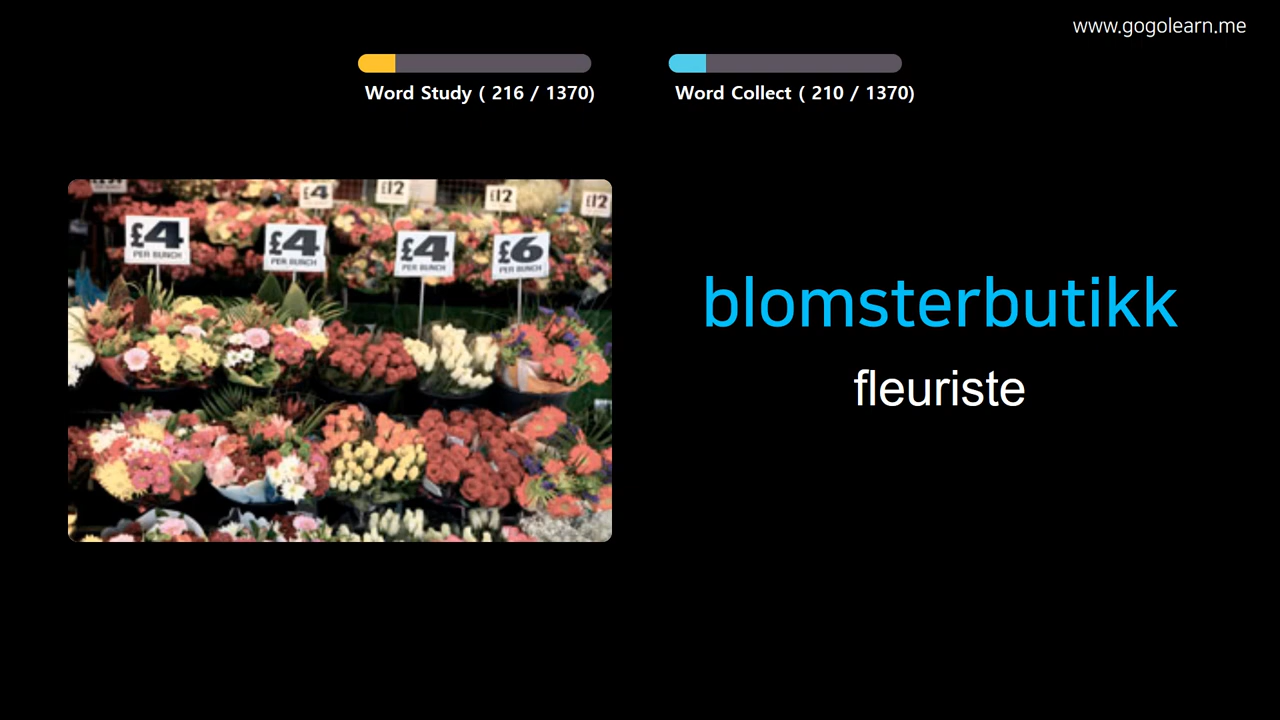 www.gogolearn.me
Word Study ( 216 / 1370)
Word Collect ( 210 / 1370)
£4
£12
£12
£12
£4
PER BUNCH
£4
PER BUNCH
£4
PER BUNCH
£6
PER BUNCH
blomsterbutikk
fleuriste